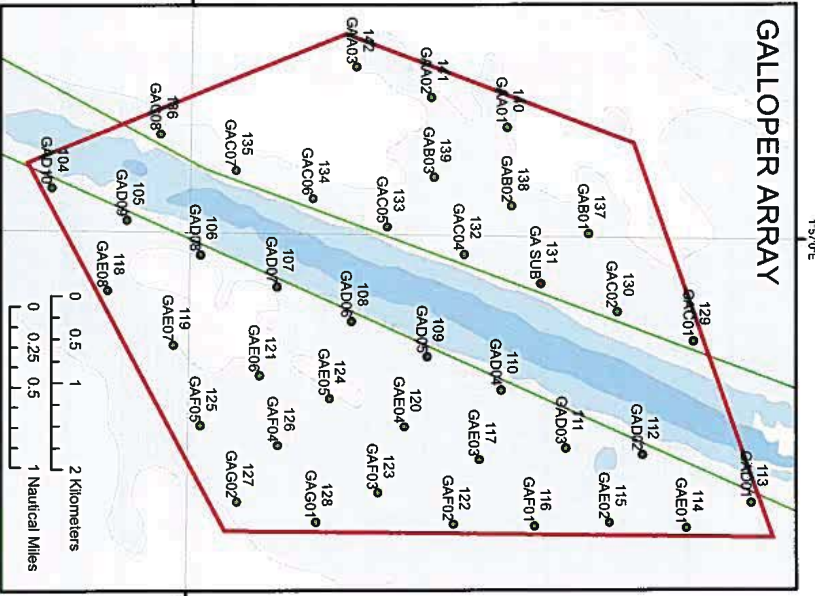 1°57'0"E
GALLOPER ARRAY
113
GAD01
129
GAC01
114
GAE01
112
GAD02
130
GAC02
115
GAE02
137
GAB01
111
GAD03
131
GA SUB
116
GAF01
140
GAA01
138
GAB02
110
GAD04
117
GAE03
122
GAF02
132
GAC04
141
GAA02
139
GAB03
109
GAD05
120
GAE04
123
GAF03
133
GAC05
142
GAA03
108
GAD06
124
GAE05
128
GAG01
134
GAC06
107
GAD07
126
GAF04
121
GAE06
135
GAC07
127
GAG02
106
GAD08
125
GAF05
119
GAE07
136
GAC08
105
GAD09
118
GAE08
104
GAD10
0 0.5 1 2 Kilometers
0 0.25 0.5 1 Nautical Miles